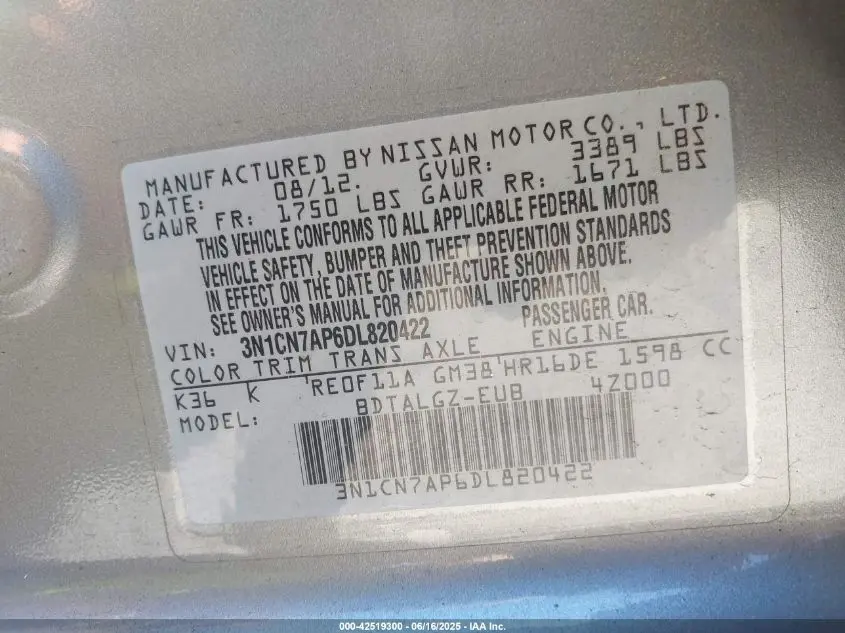 MANUFACTURED BY NISSAN MOTOR CO., LTD.
DATE: 08/12. GVWR: 3389 LBS
GAWR FR: 1750 LBS GAWR RR: 1671 LBS
THIS VEHICLE CONFORMS TO ALL APPLICABLE FEDERAL MOTOR
VEHICLE SAFETY, BUMPER AND THEFT PREVENTION STANDARDS
IN EFFECT ON THE DATE OF MANUFACTURE SHOWN ABOVE.
SEE OWNER'S MANUAL FOR ADDITIONAL INFORMATION.
VIN: 3N1CN7AP6DL820422 PASSENGER CAR.
COLOR TRIM TRANS AXLE ENGINE
K36 K 'RE0F11A GM38'HR16DE 1598 CC
MODEL: BDTALGZ-EUB 4Z000
3N1CN7AP6DL820422
000-42519300 - 06/16/2025 - IAA Inc.